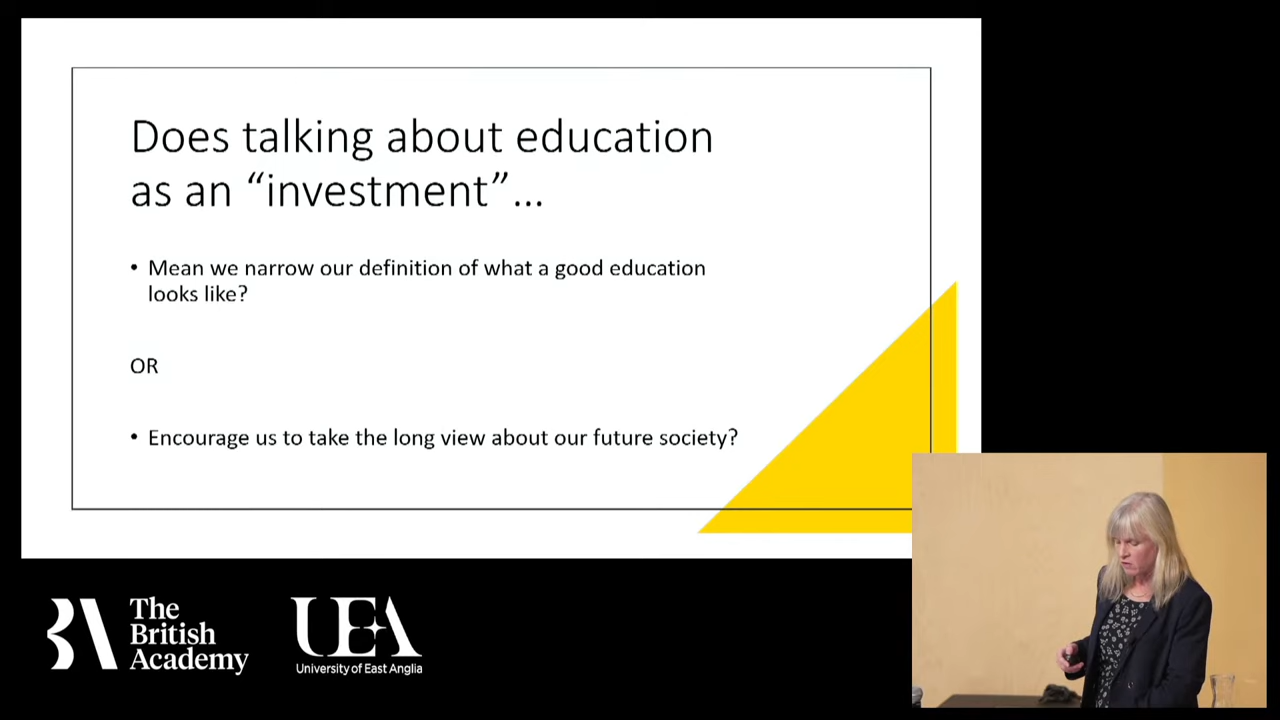 Does talking about education
as an “investment”...
• Mean we narrow our definition of what a good education
looks like?
OR
• Encourage us to take the long view about our future society?
The
British
Academy
UEA
University of East Anglia